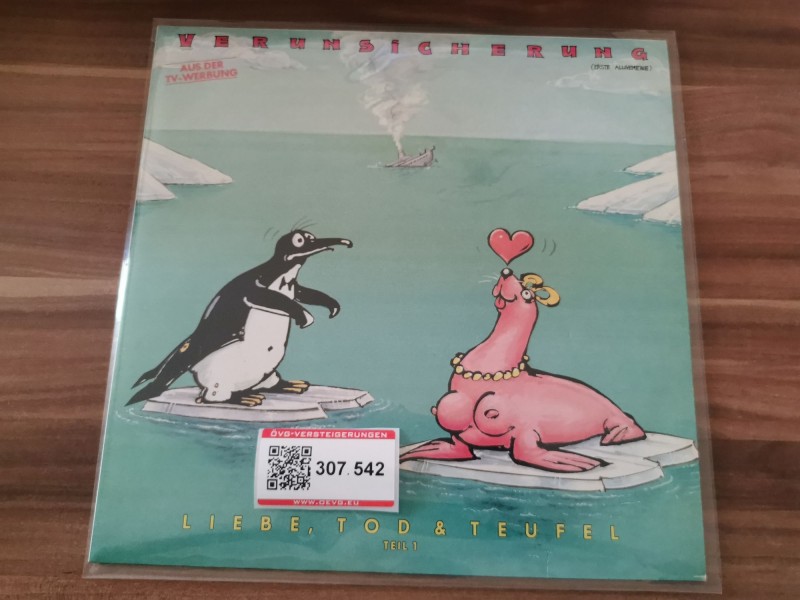 VERUNSICHERUNG
(ERSTE ALLGEMEINE)
AUS DER
TV-WERBUNG
ÖVG-VERSTEIGERUNGEN
307.542
WWW.OEVG.EU
LIEBE, TOD & TEUFEL
TEIL 1